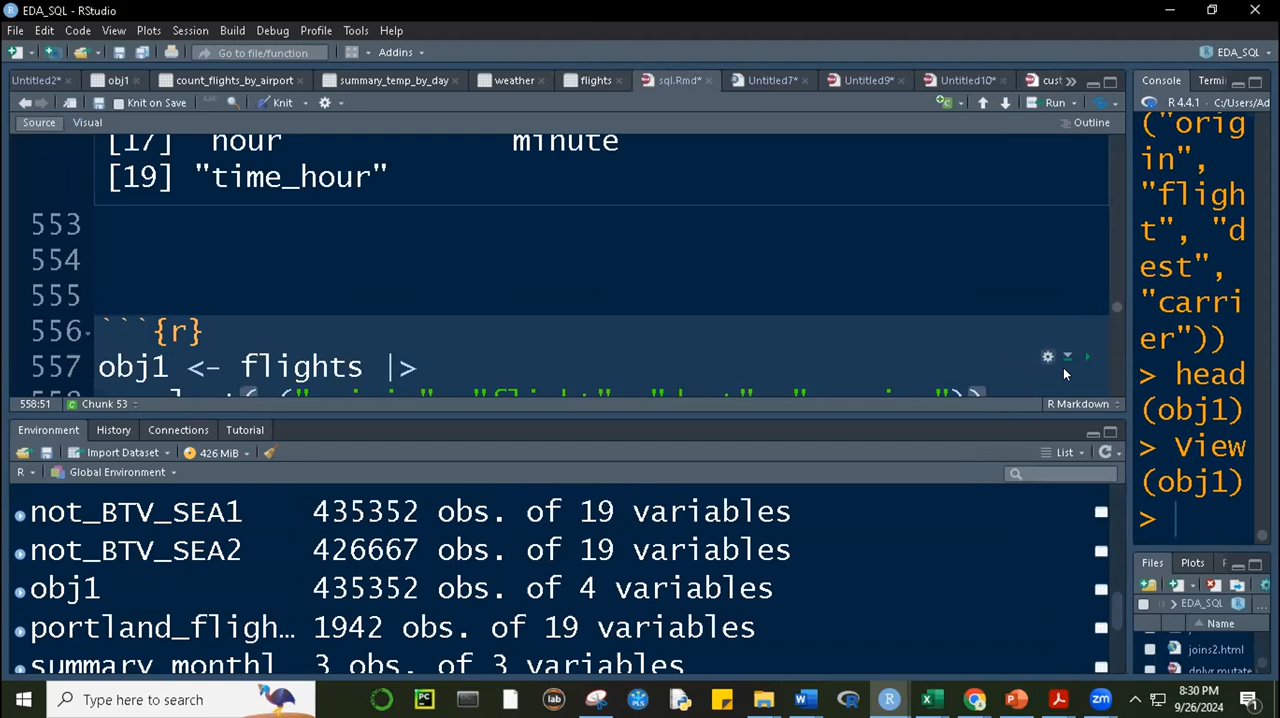 EDA_SQL - RStudio
File Edit Code View Plots Session Build Debug Profile Tools Help
Go to file/function
Addins
EDA_SQL
Untitled2*
obj1
count_flights_by_airport
summary_temp_by_day
weather
flights
sql.Rmd*
Untitled7*
Untitled9*
Untitled10*
cust
Knit on Save
Knit
Run
Source
Visual
Outline
[17] hour minute
[19] "time_hour"
553
554
555
556 ```{r}
557 obj1 <- flights |>
558:51
Chunk 53
R Markdown
Environment
History
Connections
Tutorial
Import Dataset
426 MiB
List
R
Global Environment
not_BTV_SEA1 435352 obs. of 19 variables
not_BTV_SEA2 426667 obs. of 19 variables
obj1 435352 obs. of 4 variables
portland_fligh… 1942 obs. of 19 variables
summary_monthl 3 obs. of 3 variables
Console
Termi
R 4.4.1 · C:/Users/Ad
("orig
in",
"fligh
t", "d
est",
"carri
er"))
> head
(obj1)
> View
(obj1)
>
Files
Plots
EDA_SQL
Name
joins2.html
Type here to search
8:30 PM
9/26/2024